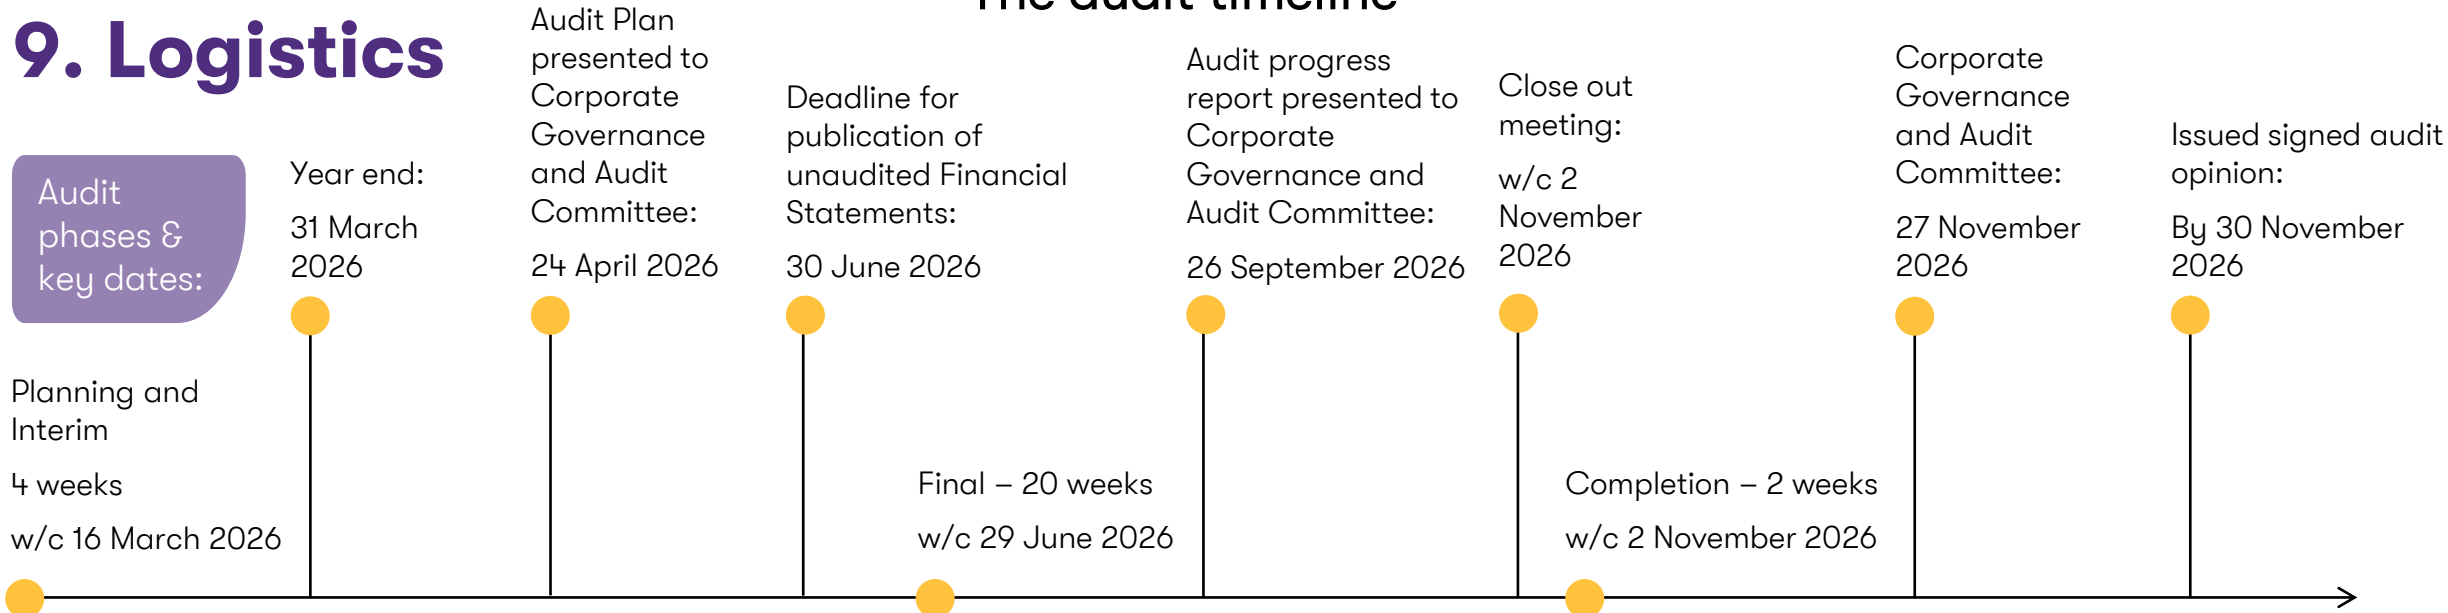 The audit timeline
9. Logistics
Audit
phases &
key dates:
Year end:
31 March
2026
Audit Plan
presented to
Corporate
Governance
and Audit
Committee:
24 April 2026
Deadline for
publication of
unaudited Financial
Statements:
30 June 2026
Audit progress
report presented to
Corporate
Governance and
Audit Committee:
26 September 2026
Close out
meeting:
w/c 2
November
2026
Corporate
Governance
and Audit
Committee:
27 November
2026
Issued signed audit
opinion:
By 30 November
2026
Planning and
Interim
4 weeks
w/c 16 March 2026
Final – 20 weeks
w/c 29 June 2026
Completion – 2 weeks
w/c 2 November 2026